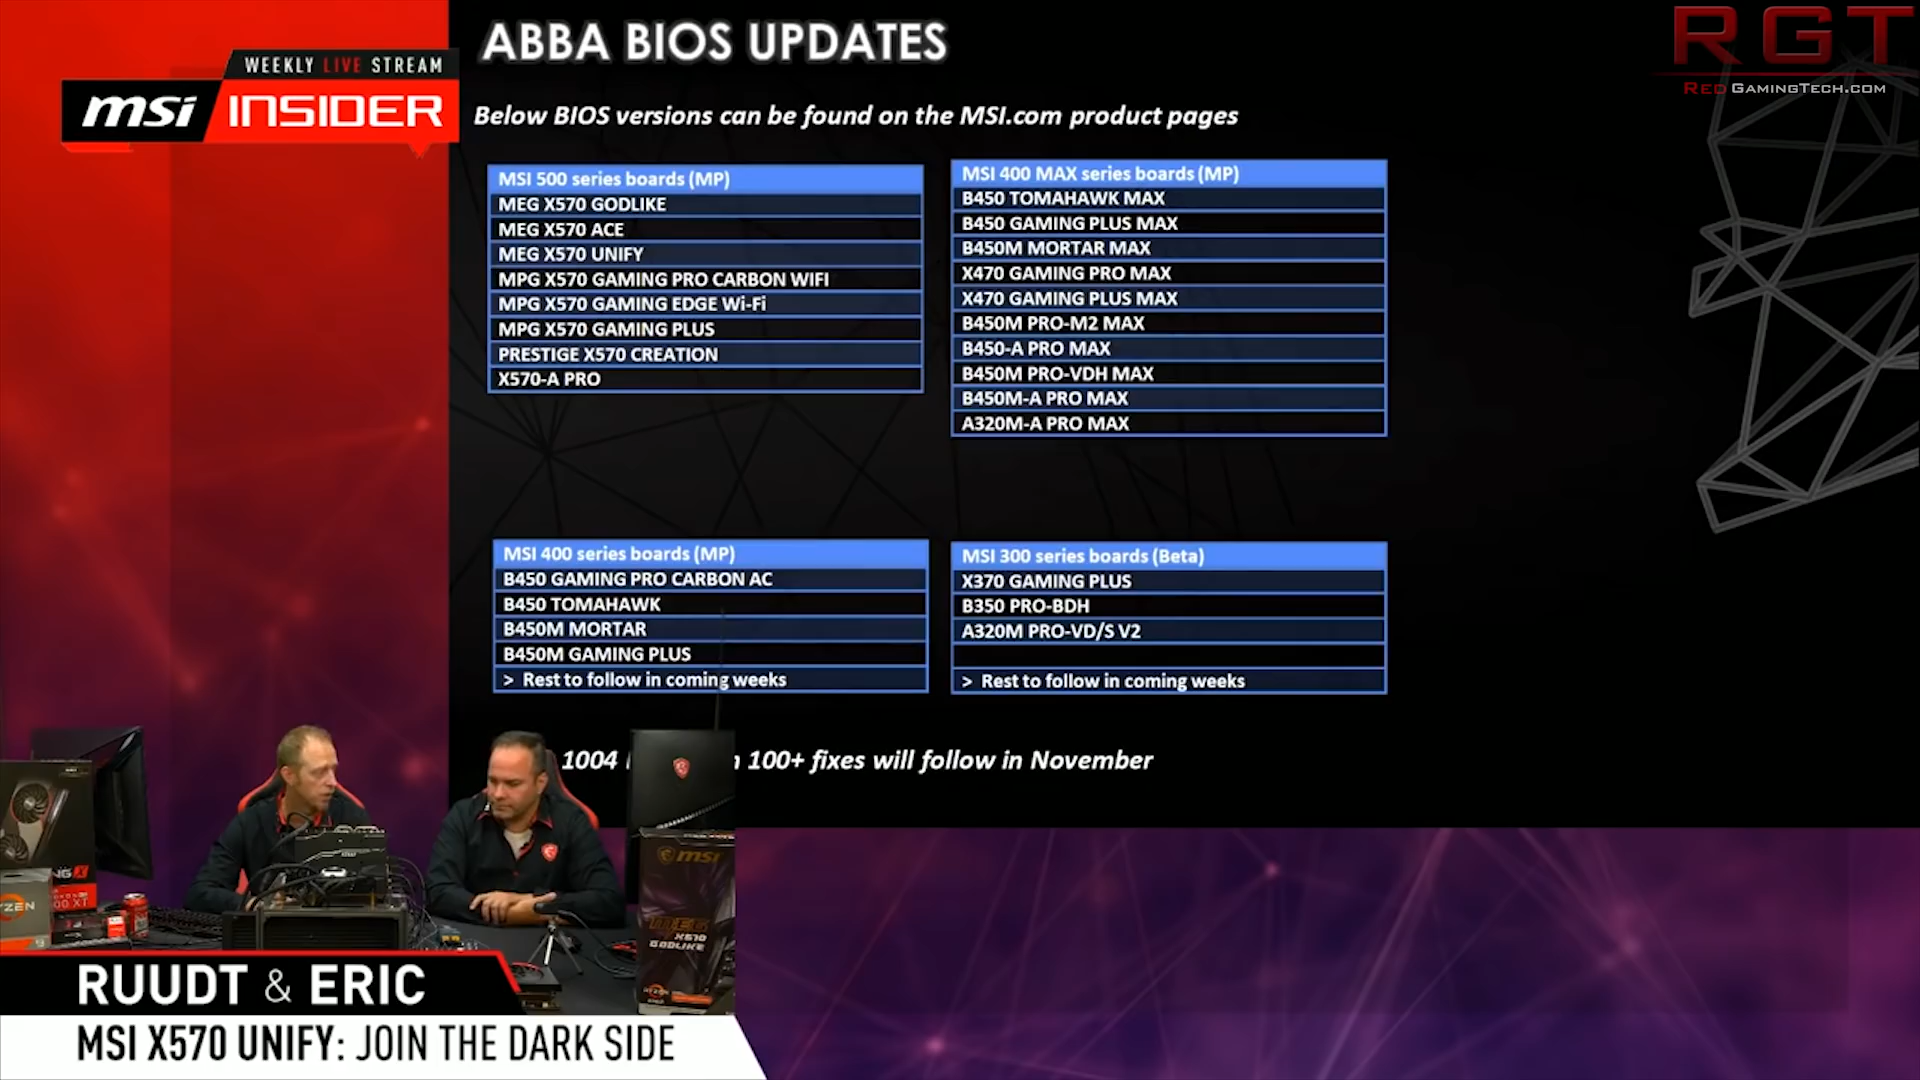 RGT
REDGAMINGTECH.COM
WEEKLY LIVE STREAM
msi INSIDER
ABBA BIOS UPDATES
Below BIOS versions can be found on the MSI.com product pages
MSI 500 series boards (MP)
MEG X570 GODLIKE
MEG X570 ACE
MEG X570 UNIFY
MPG X570 GAMING PRO CARBON WIFI
MPG X570 GAMING EDGE Wi-Fi
MPG X570 GAMING PLUS
PRESTIGE X570 CREATION
X570-A PRO
MSI 400 MAX series boards (MP)
B450 TOMAHAWK MAX
B450 GAMING PLUS MAX
B450M MORTAR MAX
X470 GAMING PRO MAX
X470 GAMING PLUS MAX
B450M PRO-M2 MAX
B450-A PRO MAX
B450M PRO-VDH MAX
B450M-A PRO MAX
A320M-A PRO MAX
MSI 400 series boards (MP)
B450 GAMING PRO CARBON AC
B450 TOMAHAWK
B450M MORTAR
B450M GAMING PLUS
> Rest to follow in coming weeks
MSI 300 series boards (Beta)
X370 GAMING PLUS
B350 PRO-BDH
A320M PRO-VD/S V2
> Rest to follow in coming weeks
1004 100+ fixes will follow in November
msi
MEG
X570
GODLIKE
RYZEN
RUUDT & ERIC
MSI X570 UNIFY: JOIN THE DARK SIDE